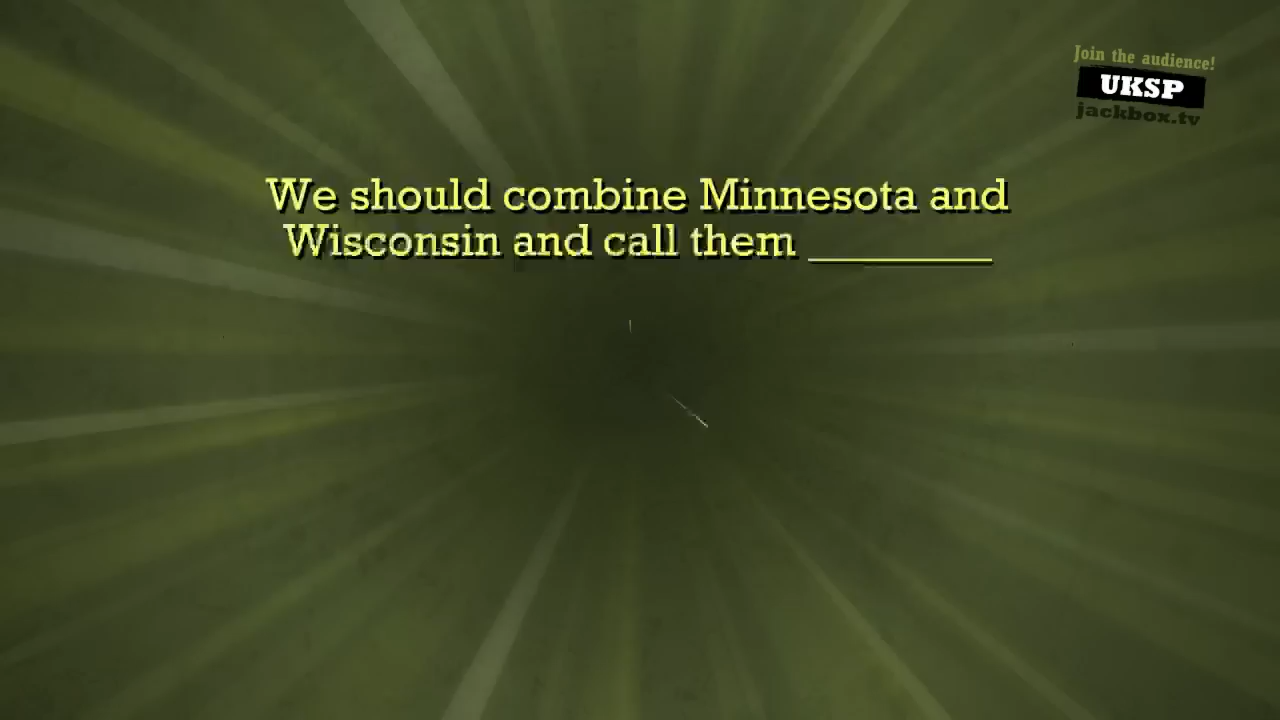 Join the audience!
UKSP
jackbox.tv
We should combine Minnesota and
Wisconsin and call them ________